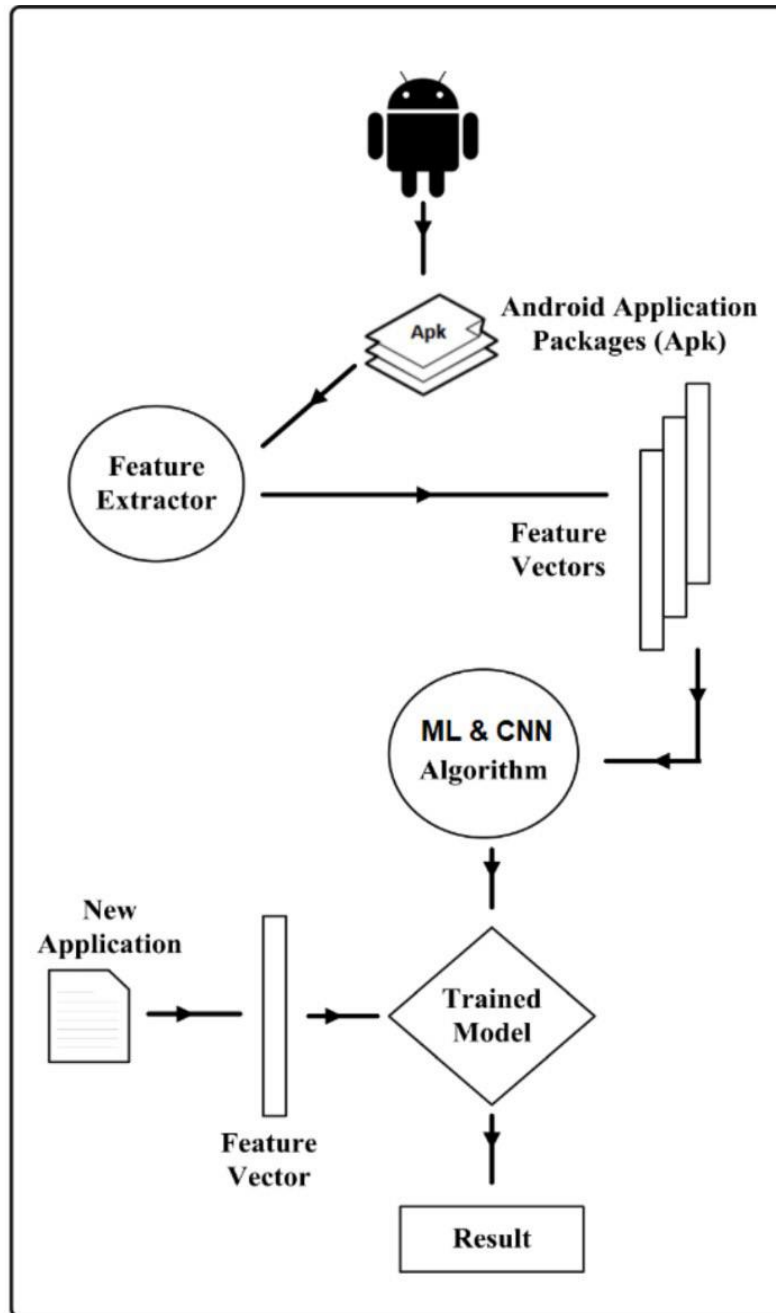 Apk
Android Application
Packages (Apk)
Feature
Extractor
Feature
Vectors
ML & CNN
Algorithm
New
Application
Trained
Model
Feature
Vector
Result